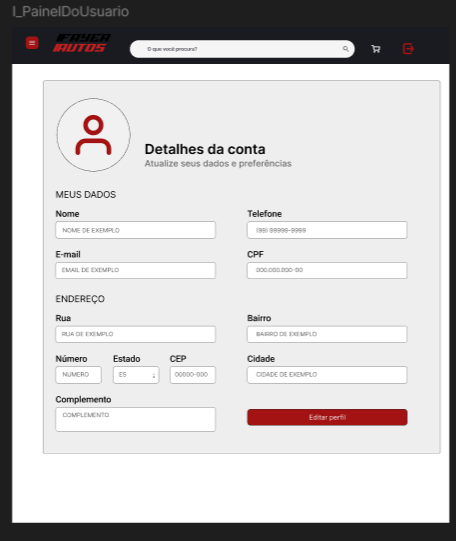 I_PainelDoUsuario
FAYGA
AUTOS
O que você procura?
Detalhes da conta
Atualize seus dados e preferências
MEUS DADOS
Nome
Telefone
NOME DE EXEMPLO
(99) 99999-9999
E-mail
CPF
EMAIL DE EXEMPLO
000.000.000-00
ENDEREÇO
Rua
Bairro
RUA DE EXEMPLO
BAIRRO DE EXEMPLO
Número Estado CEP
Cidade
NUMERO ES 00000-000
CIDADE DE EXEMPLO
Complemento
COMPLEMENTO
Editar perfil